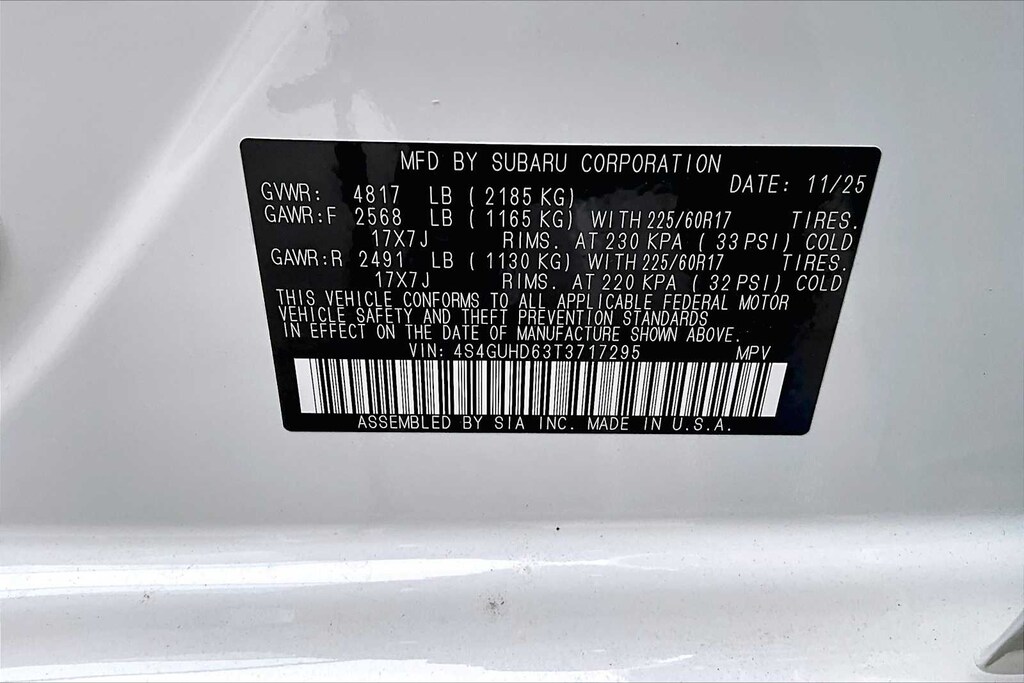 MFD BY SUBARU CORPORATION
DATE: 11/25
GVWR: 4817 LB ( 2185 KG)
GAWR:F 2568 LB ( 1165 KG) WITH 225/60R17 TIRES.
17X7J RIMS. AT 230 KPA ( 33 PSI) COLD
GAWR:R 2491 LB ( 1130 KG) WITH 225/60R17 TIRES.
17X7J RIMS. AT 220 KPA ( 32 PSI) COLD
THIS VEHICLE CONFORMS TO ALL APPLICABLE FEDERAL MOTOR
VEHICLE SAFETY AND THEFT PREVENTION STANDARDS
IN EFFECT ON THE DATE OF MANUFACTURE SHOWN ABOVE.
VIN: 4S4GUHD63T3717295 MPV
ASSEMBLED BY SIA INC. MADE IN U.S.A.